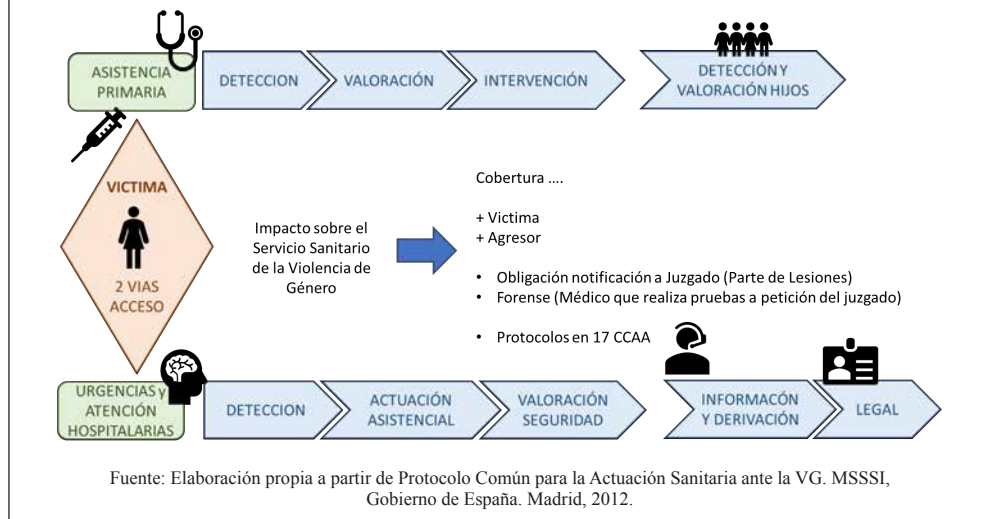 ASISTENCIA
PRIMARIA
DETECCION
VALORACIÓN
INTERVENCIÓN
DETECCIÓN Y
VALORACIÓN HIJOS
VICTIMA
2 VIAS
ACCESO
Impacto sobre el
Servicio Sanitario
de la Violencia de
Género
Cobertura ....
+ Victima
+ Agresor
• Obligación notificación a Juzgado (Parte de Lesiones)
• Forense (Médico que realiza pruebas a petición del juzgado)
• Protocolos en 17 CCAA
URGENCIAS y
ATENCIÓN
HOSPITALARIAS
DETECCION
ACTUACIÓN
ASISTENCIAL
VALORACIÓN
SEGURIDAD
INFORMACÓN
Y DERIVACIÓN
LEGAL
Fuente: Elaboración propia a partir de Protocolo Común para la Actuación Sanitaria ante la VG. MSSSI,
Gobierno de España. Madrid, 2012.